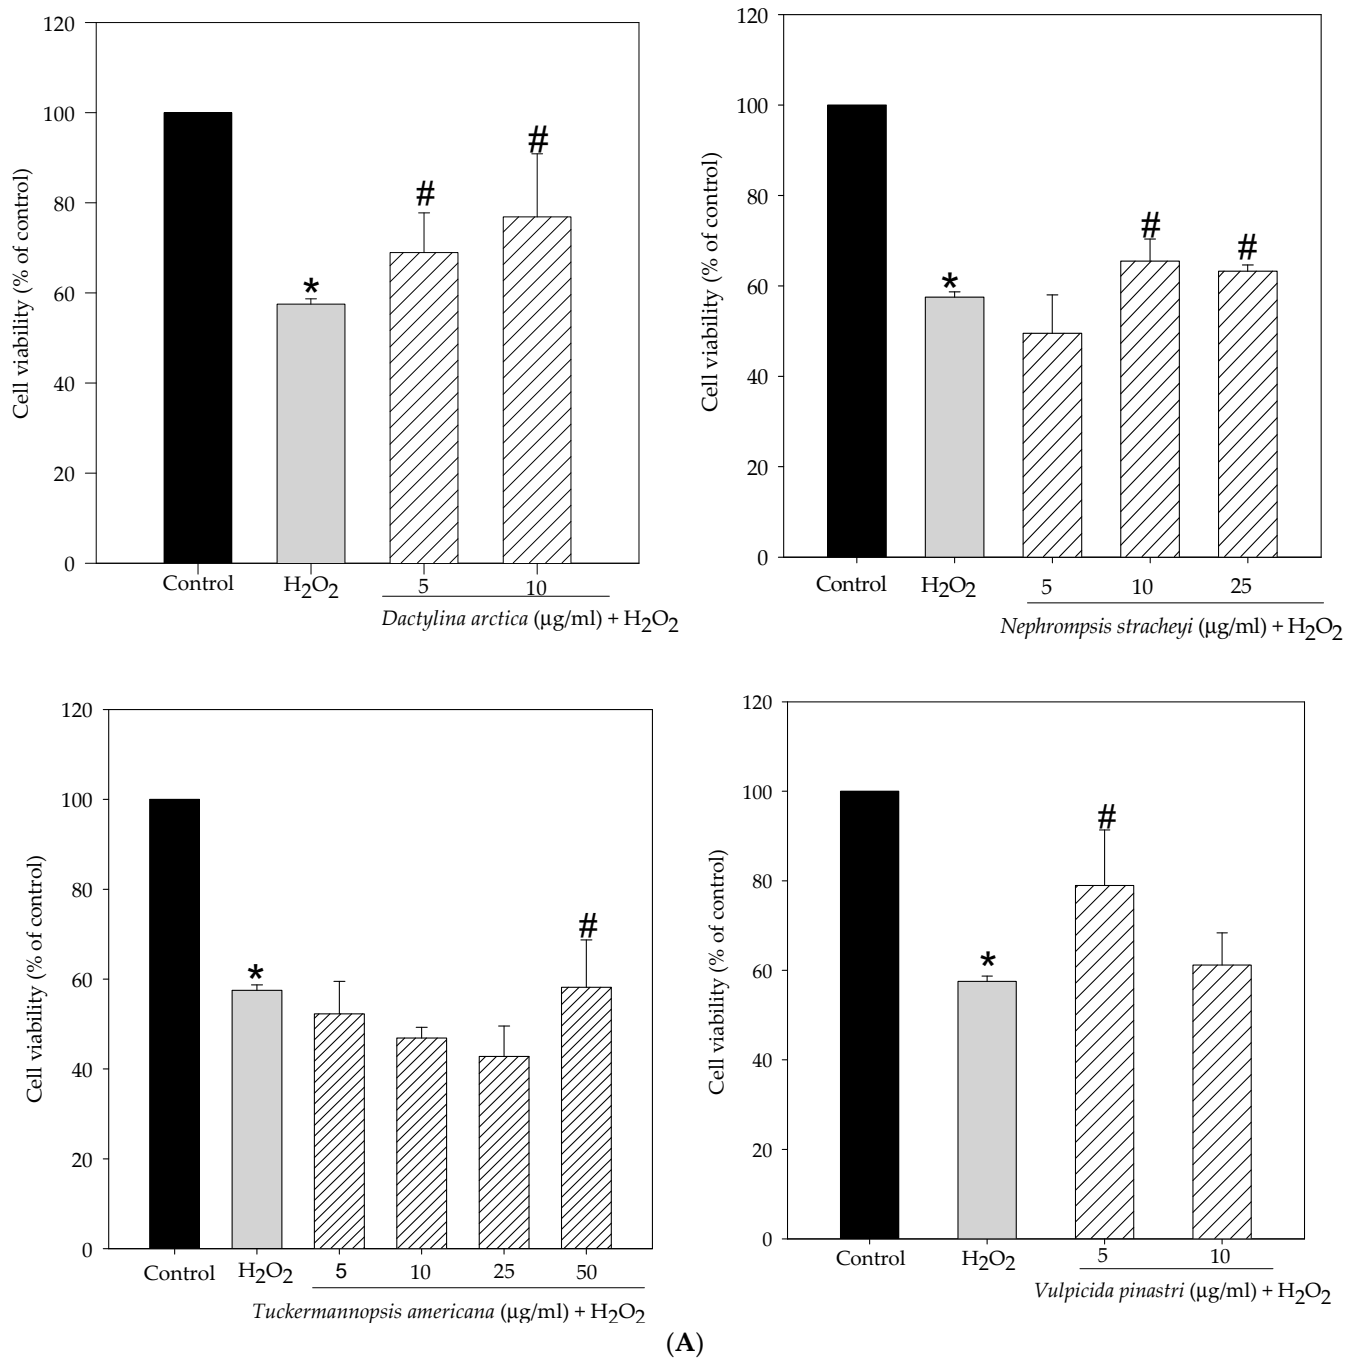 120
100
80
60
40
20
0
Cell viability (% of control)
*
#
#
Control
H2O2
5
10
Dactylina arctica (µg/ml) + H2O2
120
100
80
60
40
20
0
Cell viability (% of control)
*
#
#
Control
H2O2
5
10
25
Nephrompsis stracheyi (µg/ml) + H2O2
120
100
80
60
40
20
0
Cell viability (% of control)
*
#
Control
H2O2
5
10
25
50
Tuckermannopsis americana (µg/ml) + H2O2
120
100
80
60
40
20
0
Cell viability (% of control)
*
#
Control
H2O2
5
10
Vulpicida pinastri (µg/ml) + H2O2
(A)